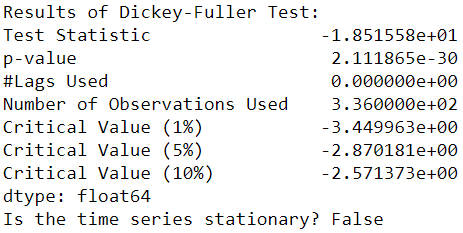 Results of Dickey-Fuller Test:
Test Statistic                -1.851558e+01
p-value                        2.111865e-30
#Lags Used                     0.000000e+00
Number of Observations Used    3.360000e+02
Critical Value (1%)           -3.449963e+00
Critical Value (5%)           -2.870181e+00
Critical Value (10%)          -2.571373e+00
dtype: float64
Is the time series stationary? False